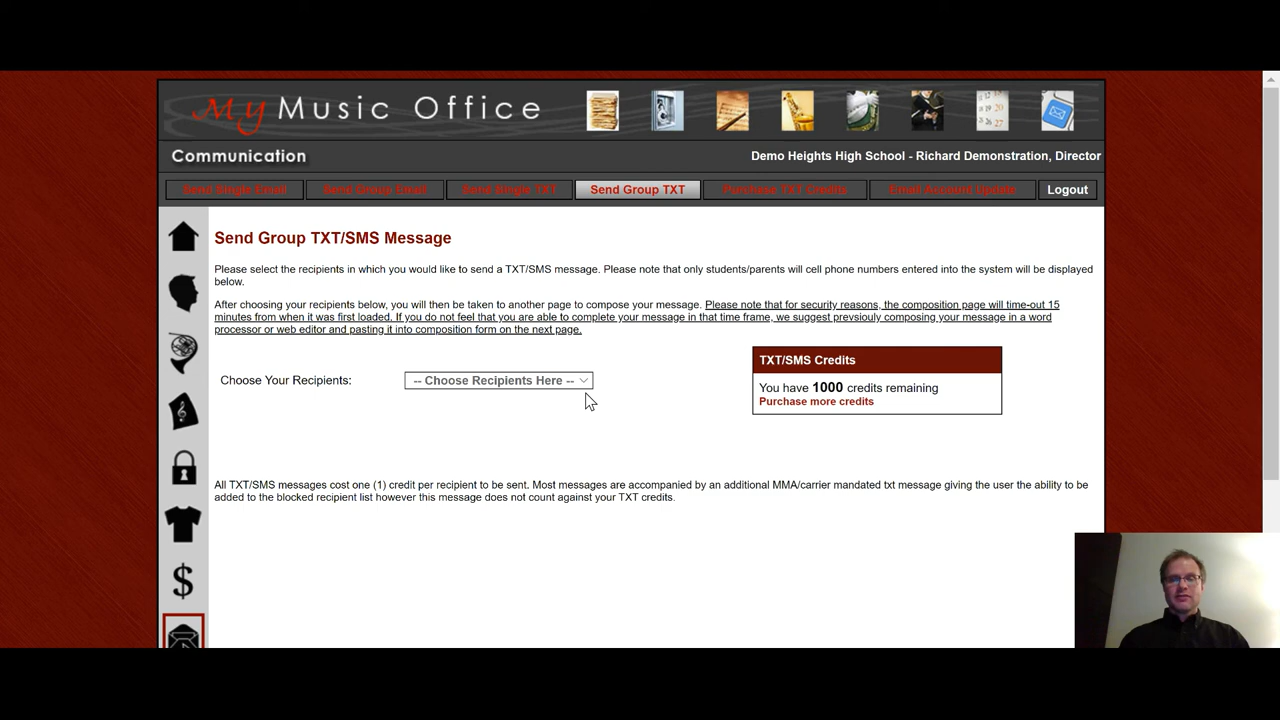 My Music Office
Communication
Demo Heights High School - Richard Demonstration, Director
Send Single Email
Send Group Email
Send Single TXT
Send Group TXT
Purchase TXT Credits
Email Account Update
Logout
Send Group TXT/SMS Message
Please select the recipients in which you would like to send a TXT/SMS message. Please note that only students/parents will cell phone numbers entered into the system will be displayed
below.
After choosing your recipients below, you will then be taken to another page to compose your message. Please note that for security reasons, the composition page will time-out 15
minutes from when it was first loaded. If you do not feel that you are able to complete your message in that time frame, we suggest prevsiouly composing your message in a word
processor or web editor and pasting it into composition form on the next page.
Choose Your Recipients:
-- Choose Recipients Here --
TXT/SMS Credits
You have 1000 credits remaining
Purchase more credits
All TXT/SMS messages cost one (1) credit per recipient to be sent. Most messages are accompanied by an additional MMA/carrier mandated txt message giving the user the ability to be
added to the blocked recipient list however this message does not count against your TXT credits.